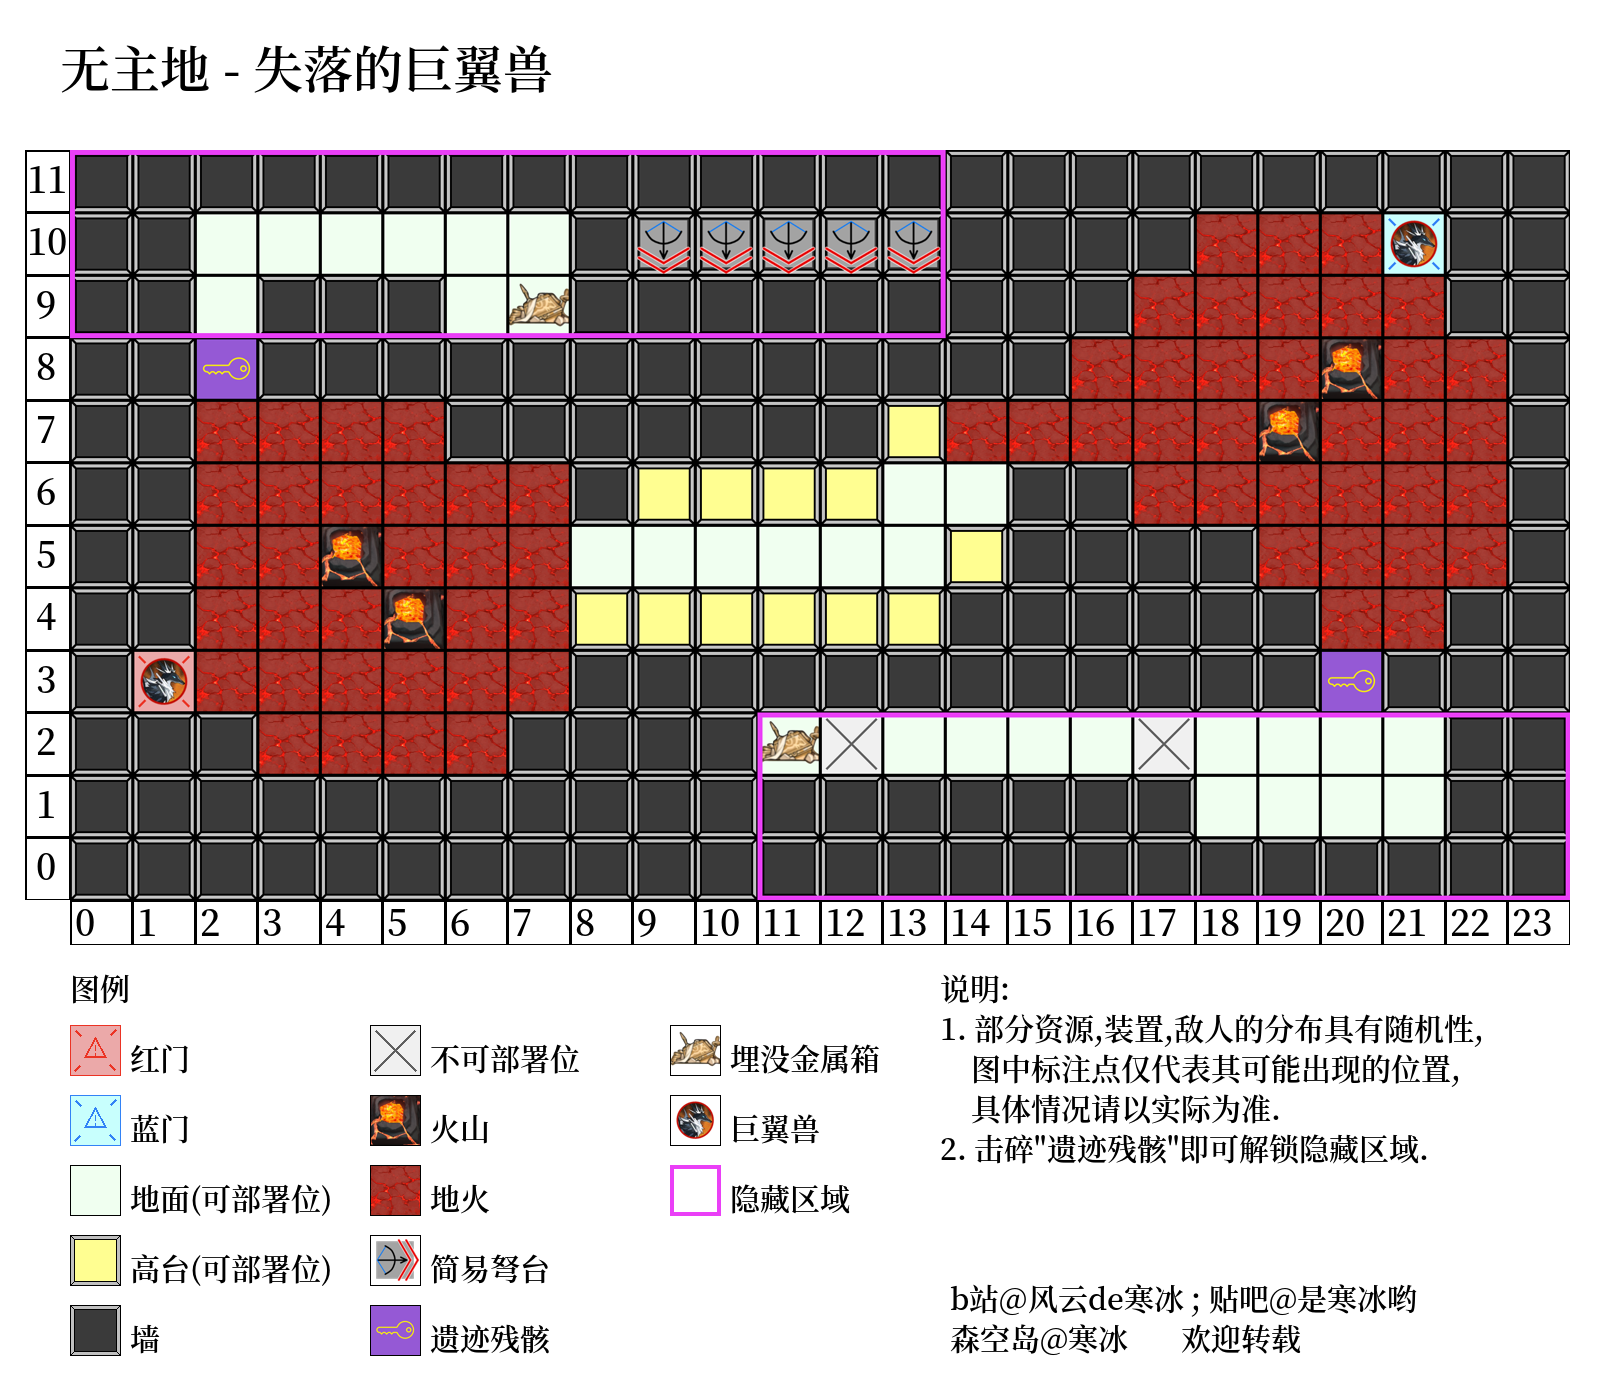 无主地 - 失落的巨翼兽
11
10
9
8
7
6
5
4
3
2
1
0
0 1 2 3 4 5 6 7 8 9 10 11 12 13 14 15 16 17 18 19 20 21 22 23
图例
红门
蓝门
地面(可部署位)
高台(可部署位)
墙
不可部署位
火山
地火
简易弩台
遗迹残骸
埋没金属箱
巨翼兽
隐藏区域
说明:
1. 部分资源,装置,敌人的分布具有随机性,
图中标注点仅代表其可能出现的位置,
具体情况请以实际为准.
2. 击碎"遗迹残骸"即可解锁隐藏区域.
b站@风云de寒冰 ; 贴吧@是寒冰哟
森空岛@寒冰 欢迎转载